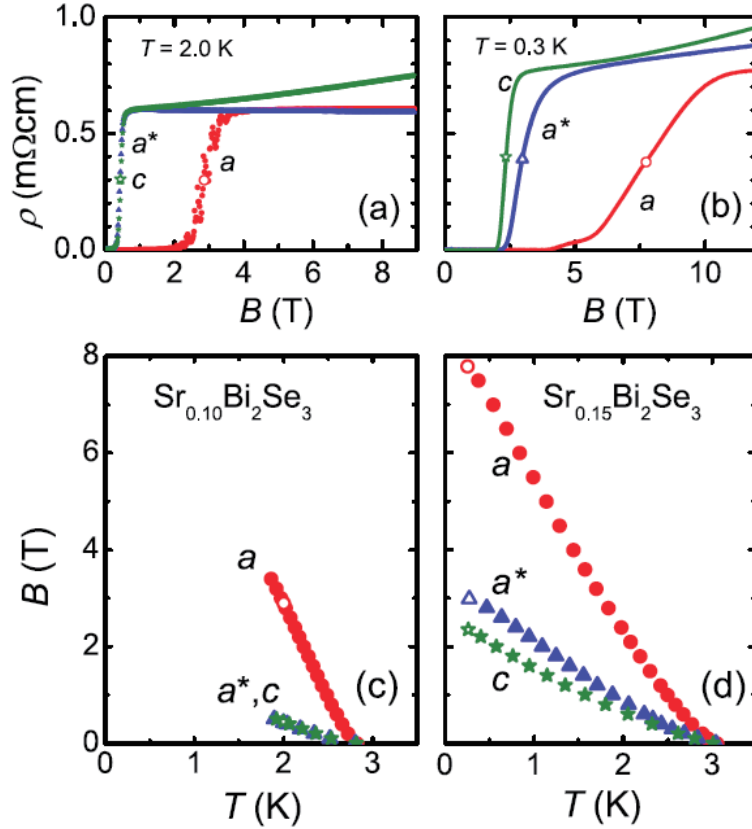 1.0
0.5
0.0
ρ (mΩcm)
T = 2.0 K
a*
c
a
(a)
0 2 4 6 8
B (T)
T = 0.3 K
c
a*
a
(b)
0 5 10
B (T)
8
6
4
2
0
B (T)
Sr0.10Bi2Se3
a
a*,c
(c)
0 1 2 3
T (K)
Sr0.15Bi2Se3
a
a*
c
(d)
0 1 2 3
T (K)